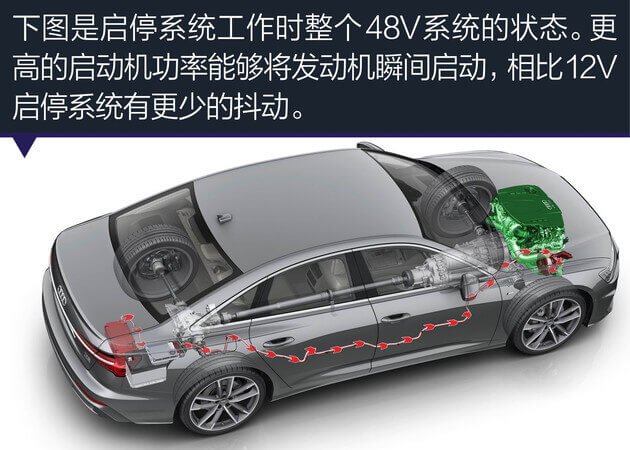 下图是启停系统工作时整个48V系统的状态。更
高的启动机功率能够将发动机瞬间启动，相比12V
启停系统有更少的抖动。